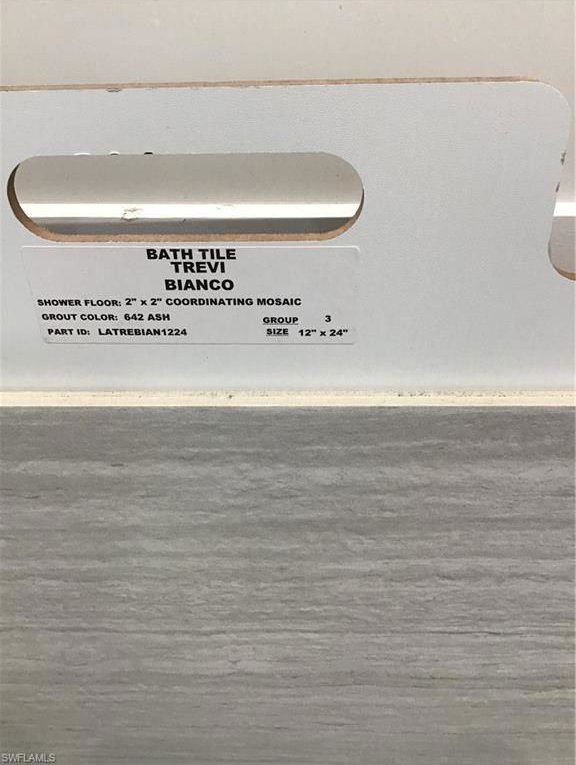 BATH TILE
TREVI
BIANCO
SHOWER FLOOR: 2" x 2" COORDINATING MOSAIC
GROUT COLOR: 642 ASH GROUP 3
PART ID: LATREBIAN1224 SIZE 12" x 24"
SWFLAMLS